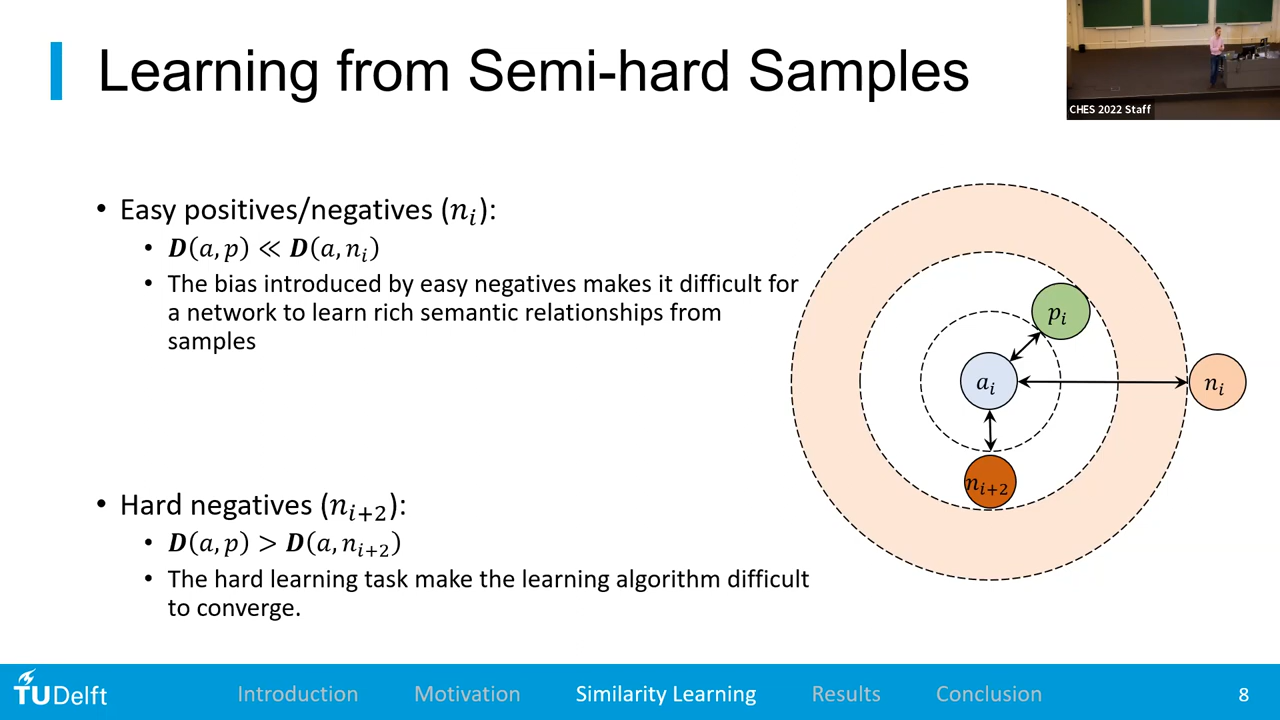 Learning from Semi-hard Samples
CHES 2022 Staff
• Easy positives/negatives (nᵢ):
• D(a, p) ≪ D(a, nᵢ)
• The bias introduced by easy negatives makes it difficult for
a network to learn rich semantic relationships from
samples
• Hard negatives (nᵢ₊₂):
• D(a, p) > D(a, nᵢ₊₂)
• The hard learning task make the learning algorithm difficult
to converge.
pᵢ
aᵢ
nᵢ
nᵢ₊₂
TUDelft
Introduction
Motivation
Similarity Learning
Results
Conclusion
8